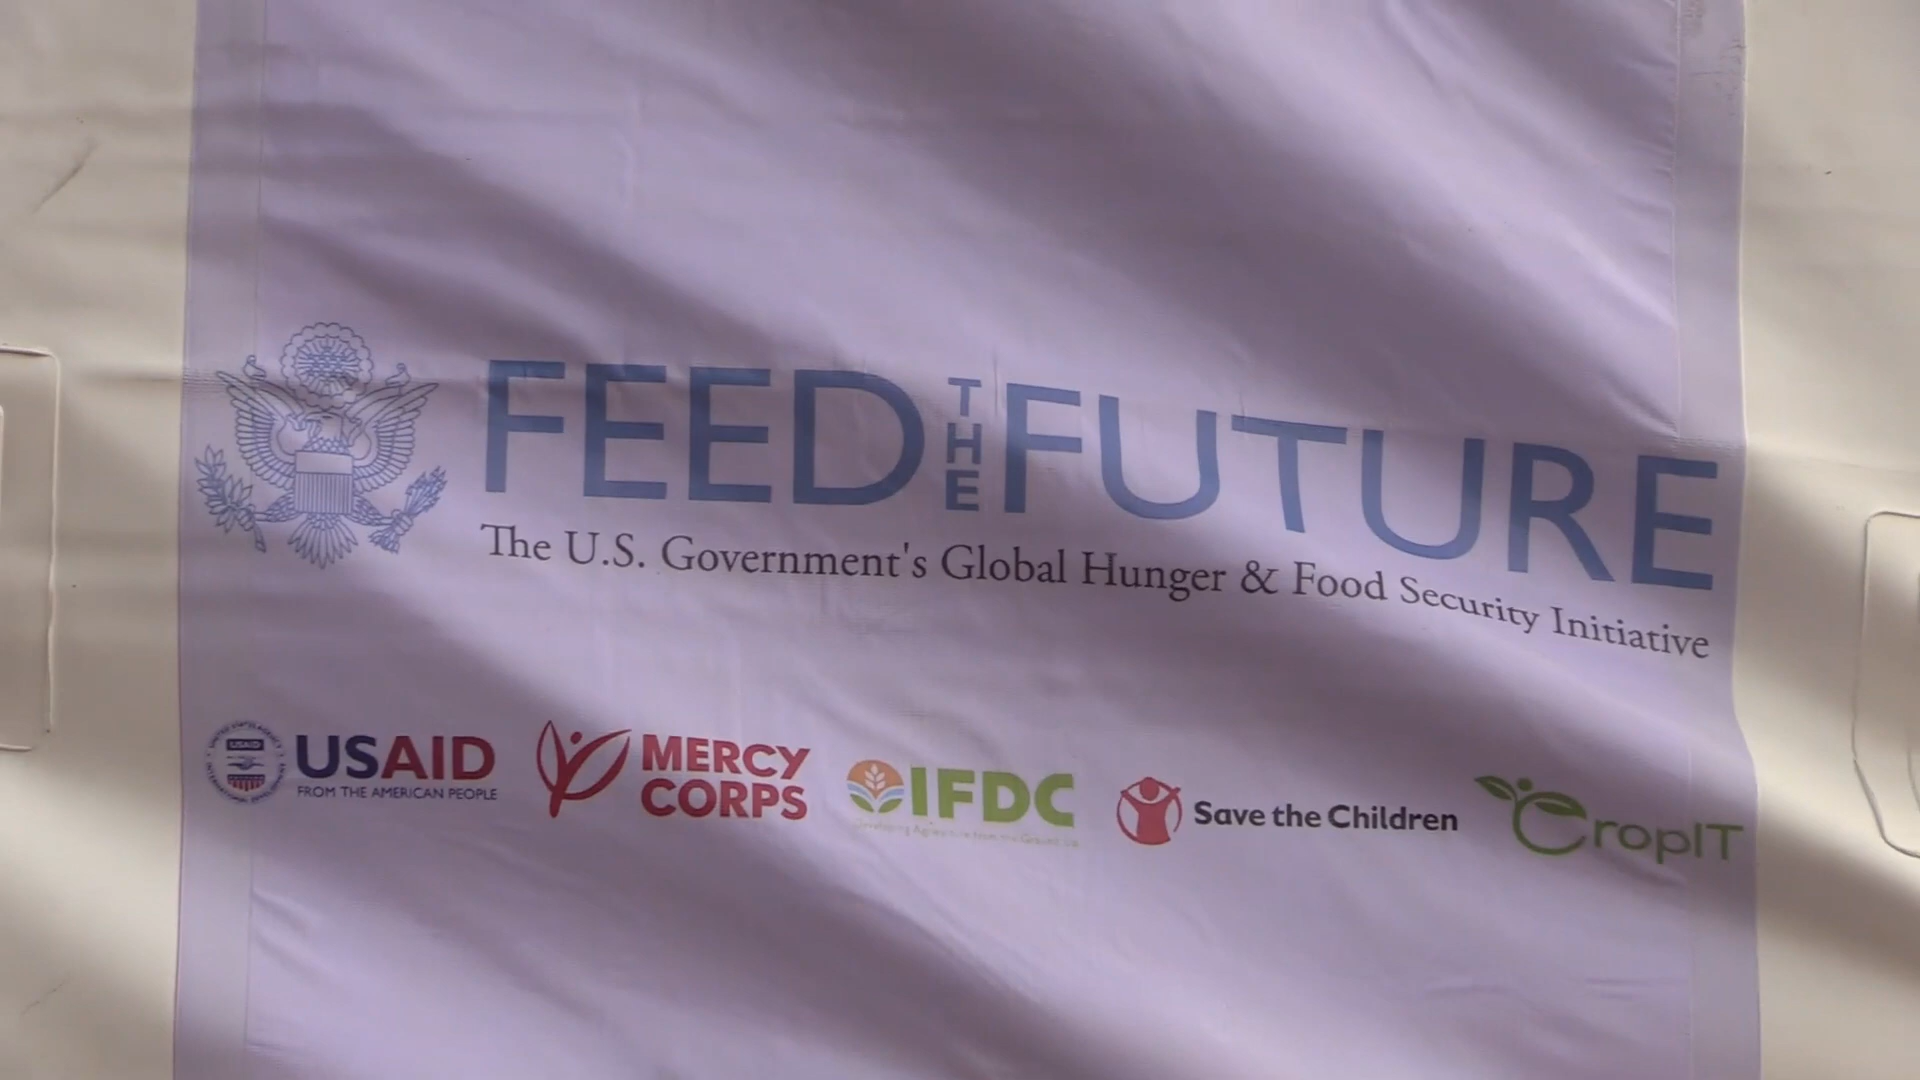 FEED THE FUTURE
The U.S. Government's Global Hunger & Food Security Initiative
USAID
FROM THE AMERICAN PEOPLE
MERCY
CORPS
IFDC
Save the Children
CropIT